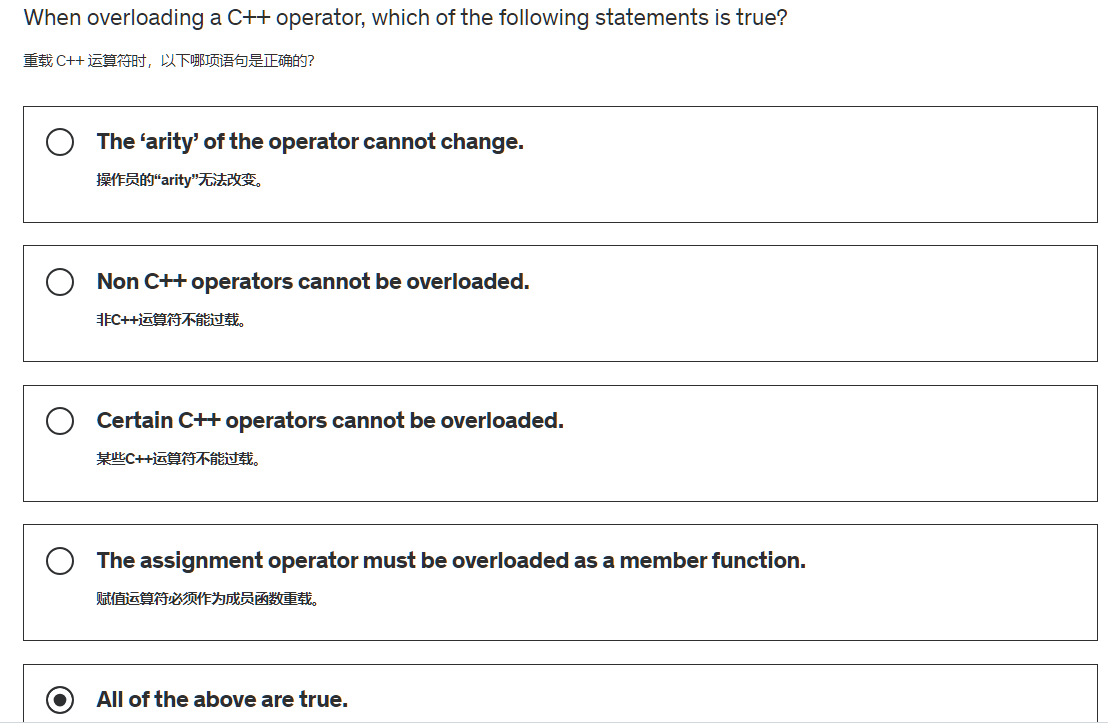 When overloading a C++ operator, which of the following statements is true?
重载 C++ 运算符时，以下哪项语句是正确的?
The ‘arity’ of the operator cannot change.
操作员的“arity”无法改变。
Non C++ operators cannot be overloaded.
非C++运算符不能过载。
Certain C++ operators cannot be overloaded.
某些C++运算符不能过载。
The assignment operator must be overloaded as a member function.
赋值运算符必须作为成员函数重载。
All of the above are true.